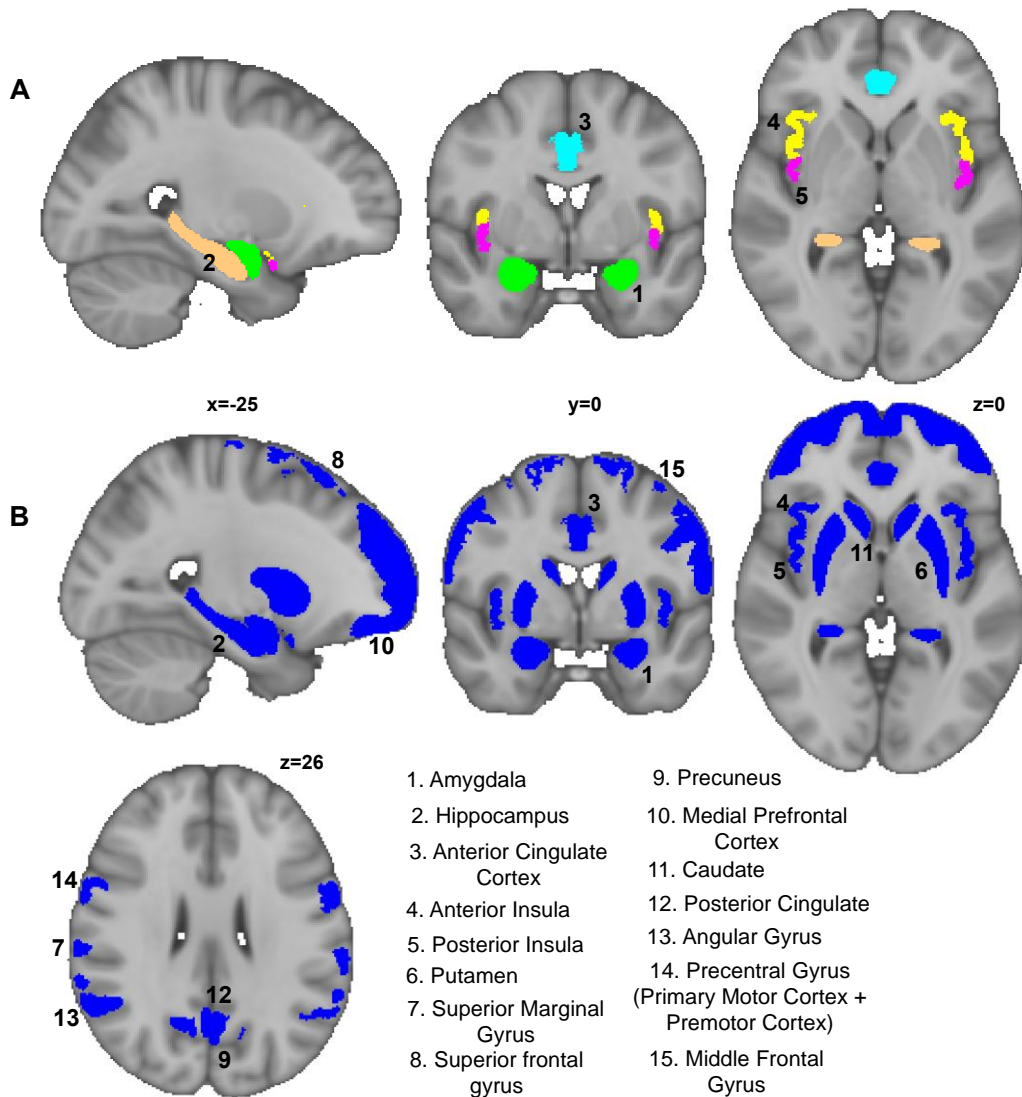 A
3
4
5
2
1
x=-25
y=0
z=0
B
8
15
3
4
5
11
6
2
10
1
z=26
14
7
12
13
9
1. Amygdala
2. Hippocampus
3. Anterior Cingulate
Cortex
4. Anterior Insula
5. Posterior Insula
6. Putamen
7. Superior Marginal
Gyrus
8. Superior frontal
gyrus
9. Precuneus
10. Medial Prefrontal
Cortex
11. Caudate
12. Posterior Cingulate
13. Angular Gyrus
14. Precentral Gyrus
(Primary Motor Cortex +
Premotor Cortex)
15. Middle Frontal
Gyrus